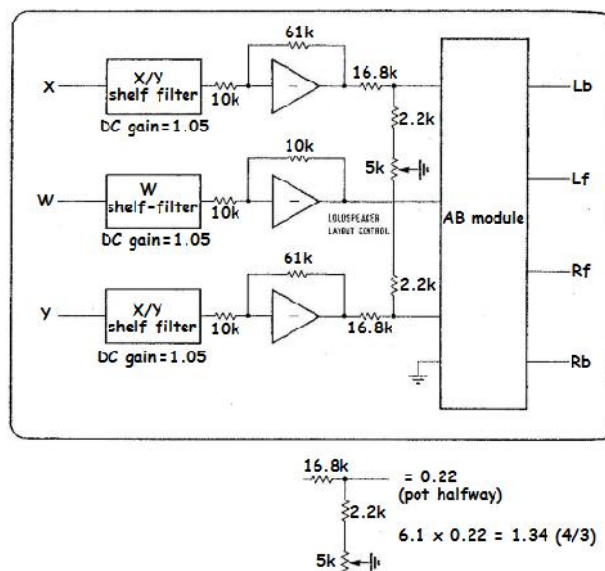 61k
X
X/Y
shelf filter
10k
16.8k
Lb
DC gain=1.05
2.2k
10k
5k
Lf
W
W
shelf-filter
10k
LOUDSPEAKER
LAYOUT CONTROL
AB module
DC gain=1.05
61k
2.2k
Rf
Y
X/Y
shelf filter
10k
16.8k
DC gain=1.05
Rb
16.8k
= 0.22
(pot halfway)
2.2k
6.1 x 0.22 = 1.34 (4/3)
5k